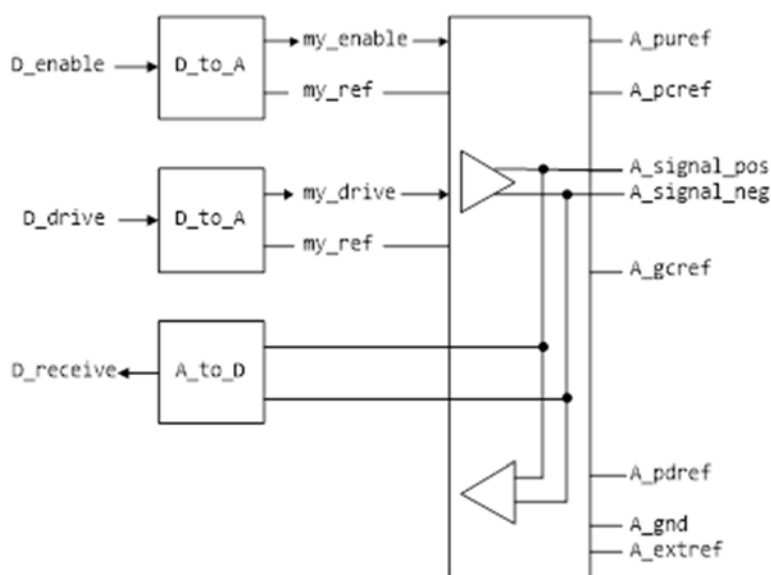 my_enable A_puref
D_enable D_to_A
my_ref A_pcref
A_signal_pos
my_drive A_signal_neg
D_drive D_to_A
my_ref
A_gcref
D_receive A_to_D
A_pdref
A_gnd
A_extref